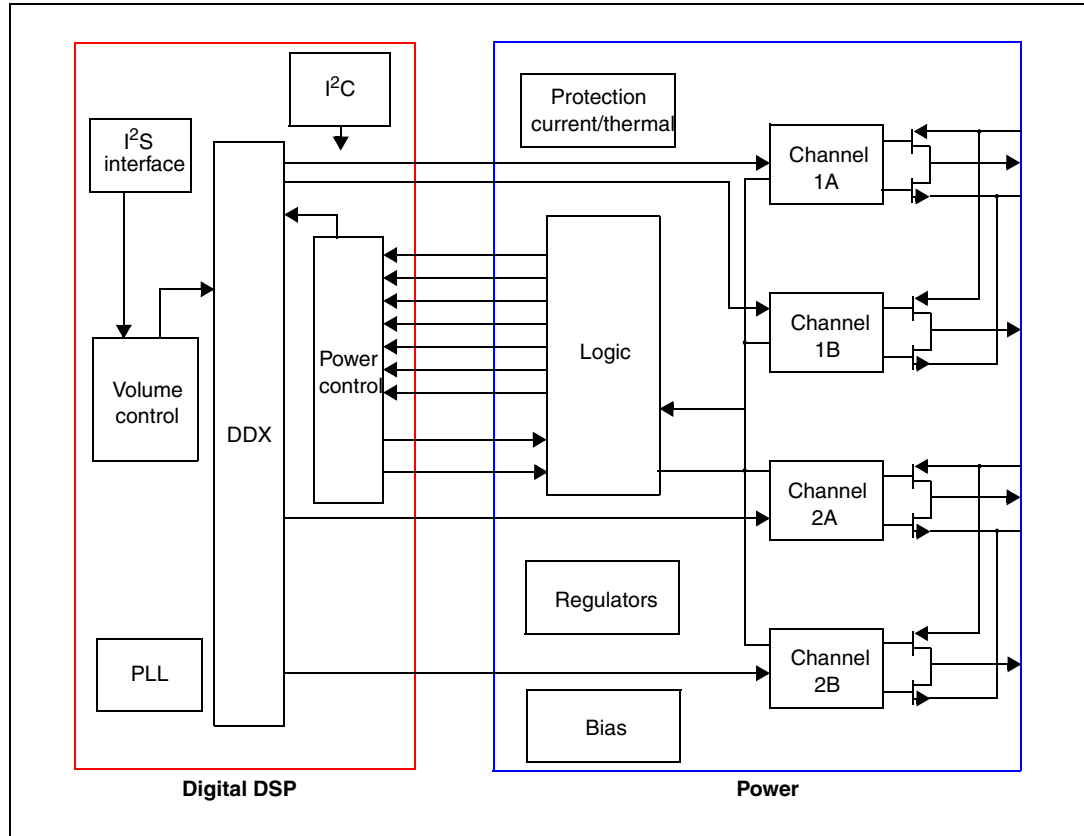 I²C
I²S
interface
Volume
control
DDX
Power
control
PLL
Digital DSP
Protection
current/thermal
Logic
Regulators
Bias
Channel
1A
Channel
1B
Channel
2A
Channel
2B
Power